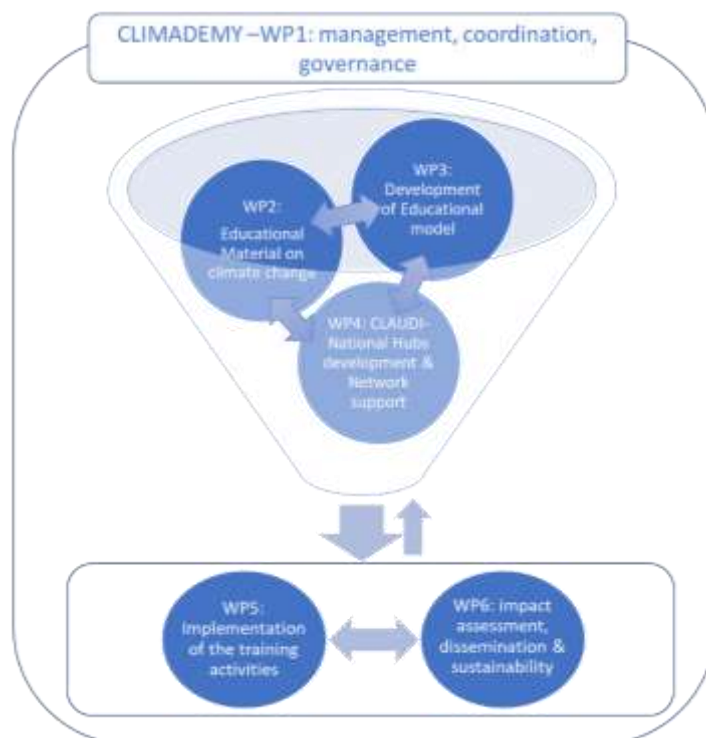 CLIMADEMY –WP1: management, coordination,
governance
WP2:
Educational
Material on
climate change
WP3:
Development
of Educational
model
WP4: CLAUDI-
National Hubs
development &
Network
support
WP5:
Implementation
of the training
activities
WP6: impact
assessment,
dissemination &
sustainability